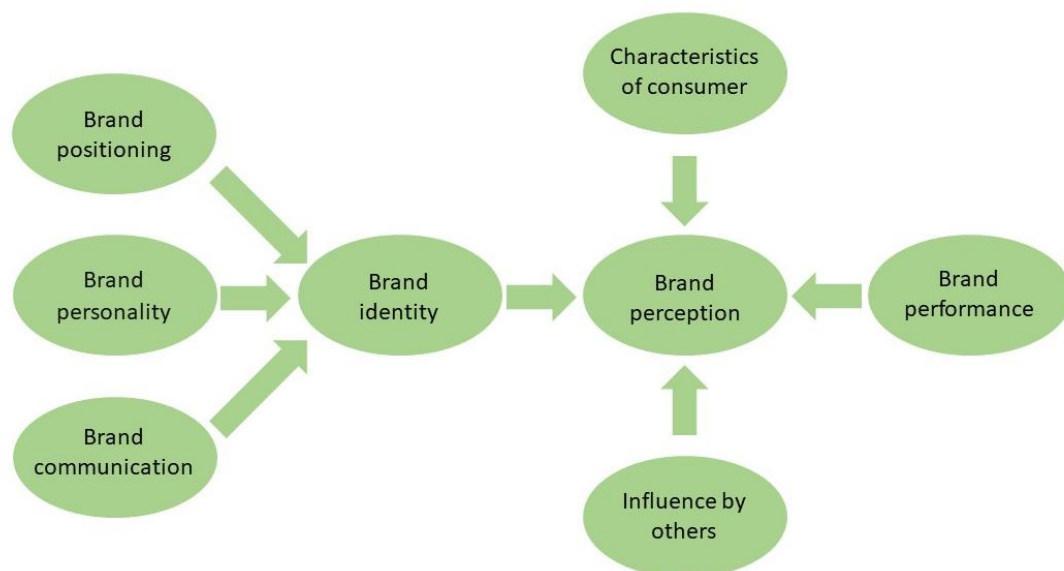 Characteristics
of consumer
Brand
positioning
Brand
personality
Brand
identity
Brand
perception
Brand
performance
Brand
communication
Influence by
others